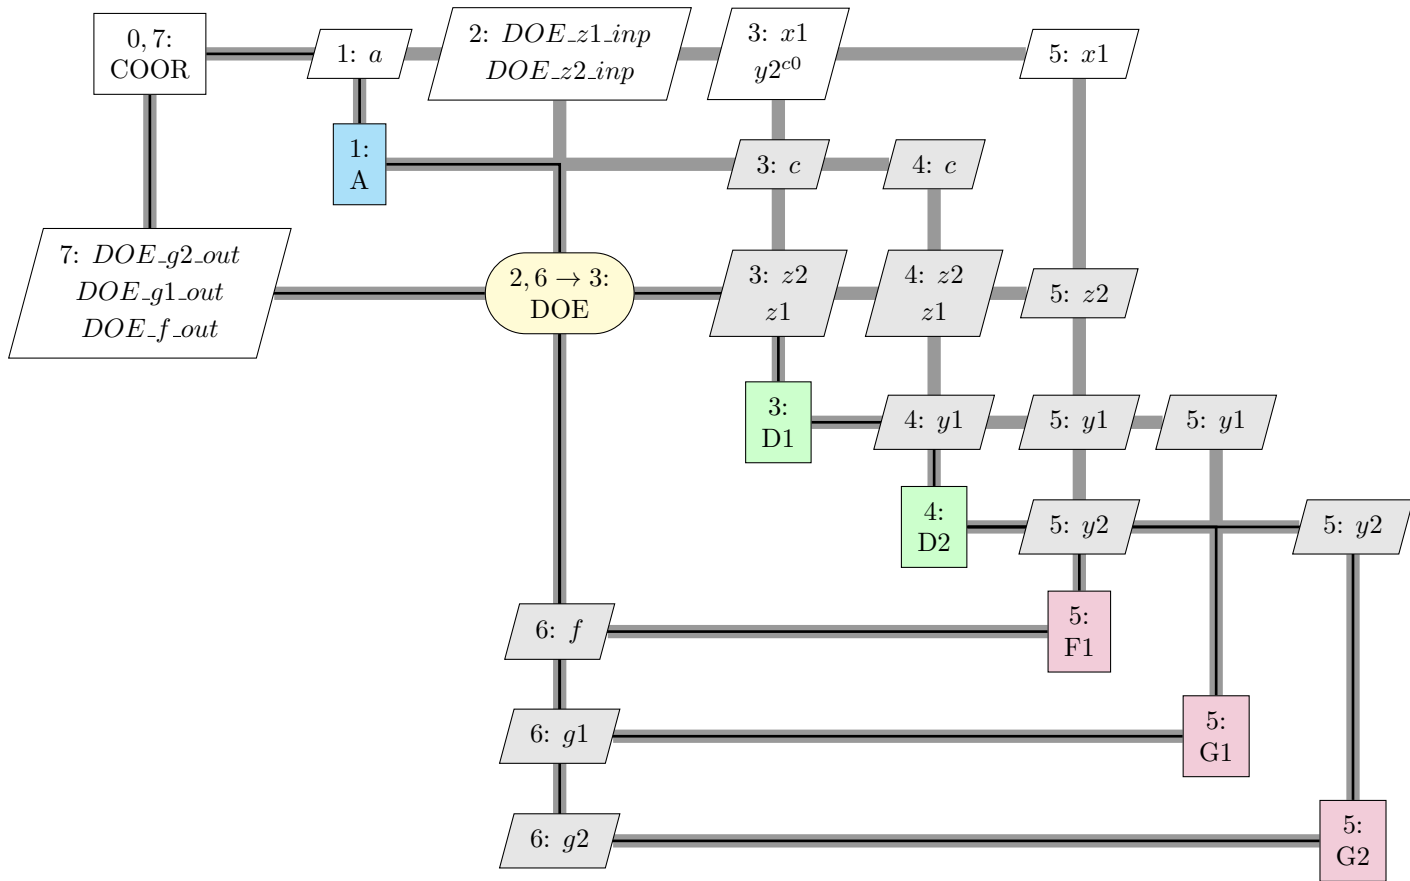 0, 7:
COOR
1: a
2: DOE_z1_inp
DOE_z2_inp
3: x1
y2^{c0}
5: x1
1:
A
3: c
4: c
7: DOE_g2_out
DOE_g1_out
DOE_f_out
2, 6 → 3:
DOE
3: z2
z1
4: z2
z1
5: z2
3:
D1
4: y1
5: y1
5: y1
4:
D2
5: y2
5: y2
6: f
5:
F1
6: g1
5:
G1
6: g2
5:
G2